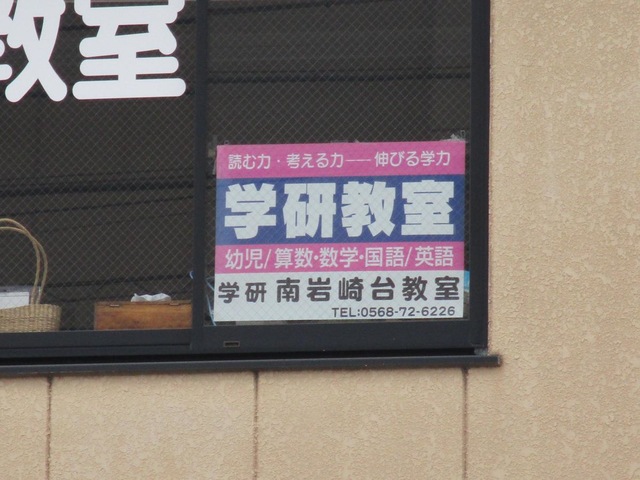 教室
読む力・考える力──伸びる学力
学研教室
幼児/算数・数学・国語/英語
学研 南岩崎台教室
TEL:0568-72-6226